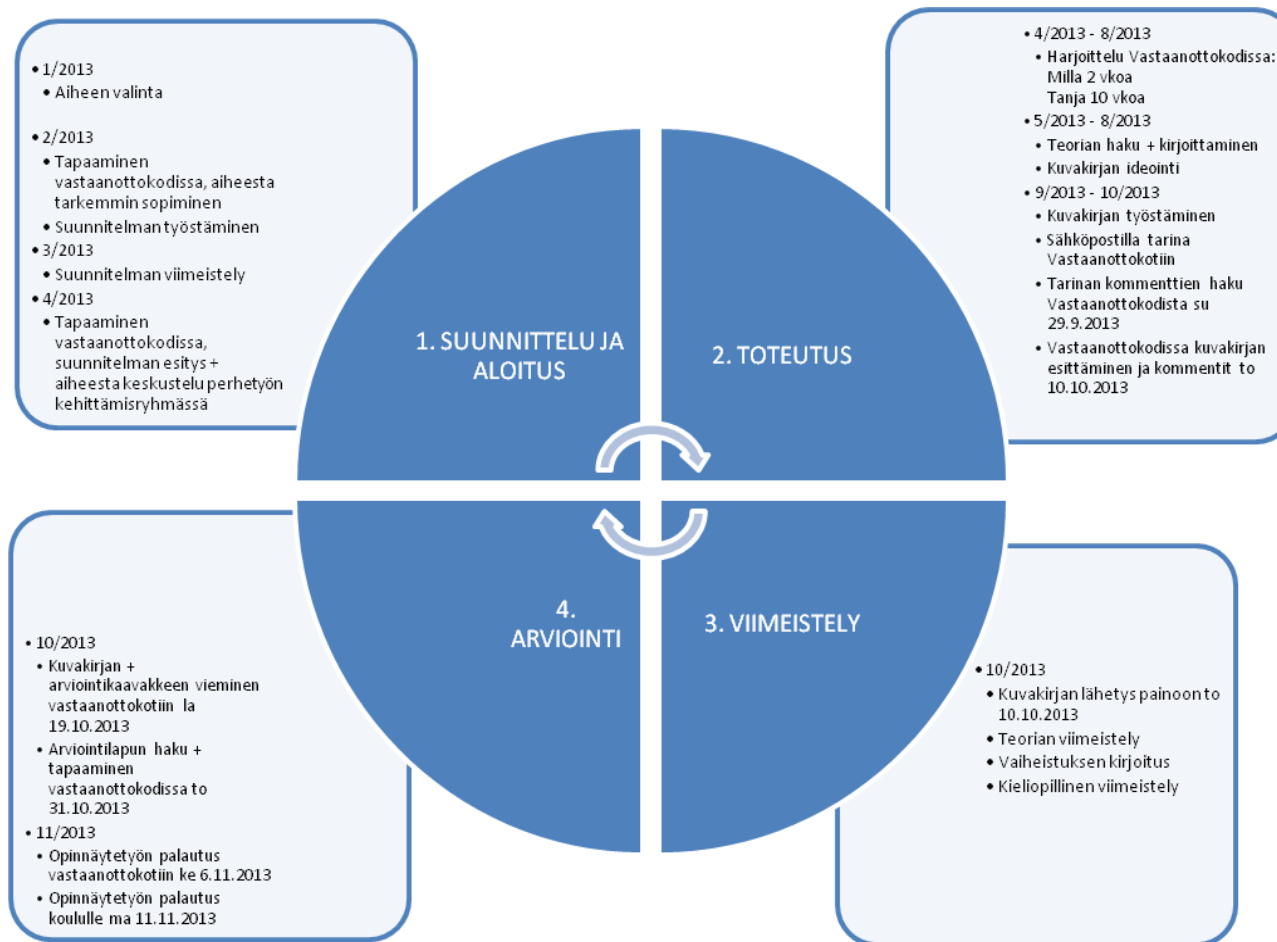 • 1/2013
• Aiheen valinta
• 2/2013
• Tapaaminen
vastaanottokodissa, aiheesta
tarkemmin sopiminen
• Suunnitelman työstäminen
• 3/2013
• Suunnitelman viimeistely
• 4/2013
• Tapaaminen
vastaanottokodissa,
suunnitelman esitys +
aiheesta keskustelu perhetyön
kehittämisryhmässä
1. SUUNNITTELU JA
ALOITUS
• 4/2013 - 8/2013
• Harjoittelu Vastaanottokodissa:
Milla 2 vkoa
Tanja 10 vkoa
• 5/2013 - 8/2013
• Teorian haku + kirjoittaminen
• Kuvakirjan ideointi
• 9/2013 - 10/2013
• Kuvakirjan työstäminen
• Sähköpostilla tarina
Vastaanottokotiin
• Tarinan kommenttien haku
Vastaanottokodista su
29.9.2013
• Vastaanottokodissa kuvakirjan
esittäminen ja kommentit to
10.10.2013
2. TOTEUTUS
3. VIIMEISTELY
• 10/2013
• Kuvakirjan lähetys painoon to
10.10.2013
• Teorian viimeistely
• Vaiheistuksen kirjoitus
• Kieliopillinen viimeistely
4.
ARVIOINTI
• 10/2013
• Kuvakirjan +
arviointikaavakkeen vieminen
vastaanottokotiin la
19.10.2013
• Arviointilapun haku +
tapaaminen
vastaanottokodissa to
31.10.2013
• 11/2013
• Opinnäytetyön palautus
vastaanottokotiin ke 6.11.2013
• Opinnäytetyön palautus
koululle ma 11.11.2013